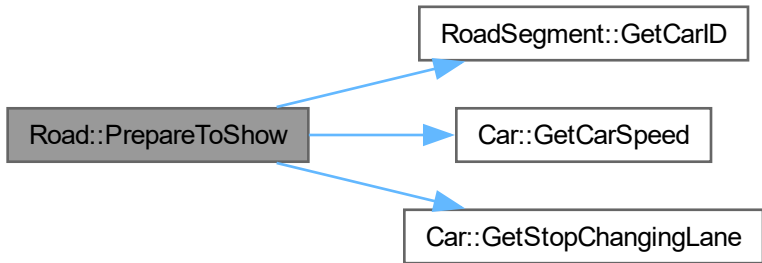 RoadSegment::GetCarID
Road::PrepareToShow
Car::GetCarSpeed
Car::GetStopChangingLane